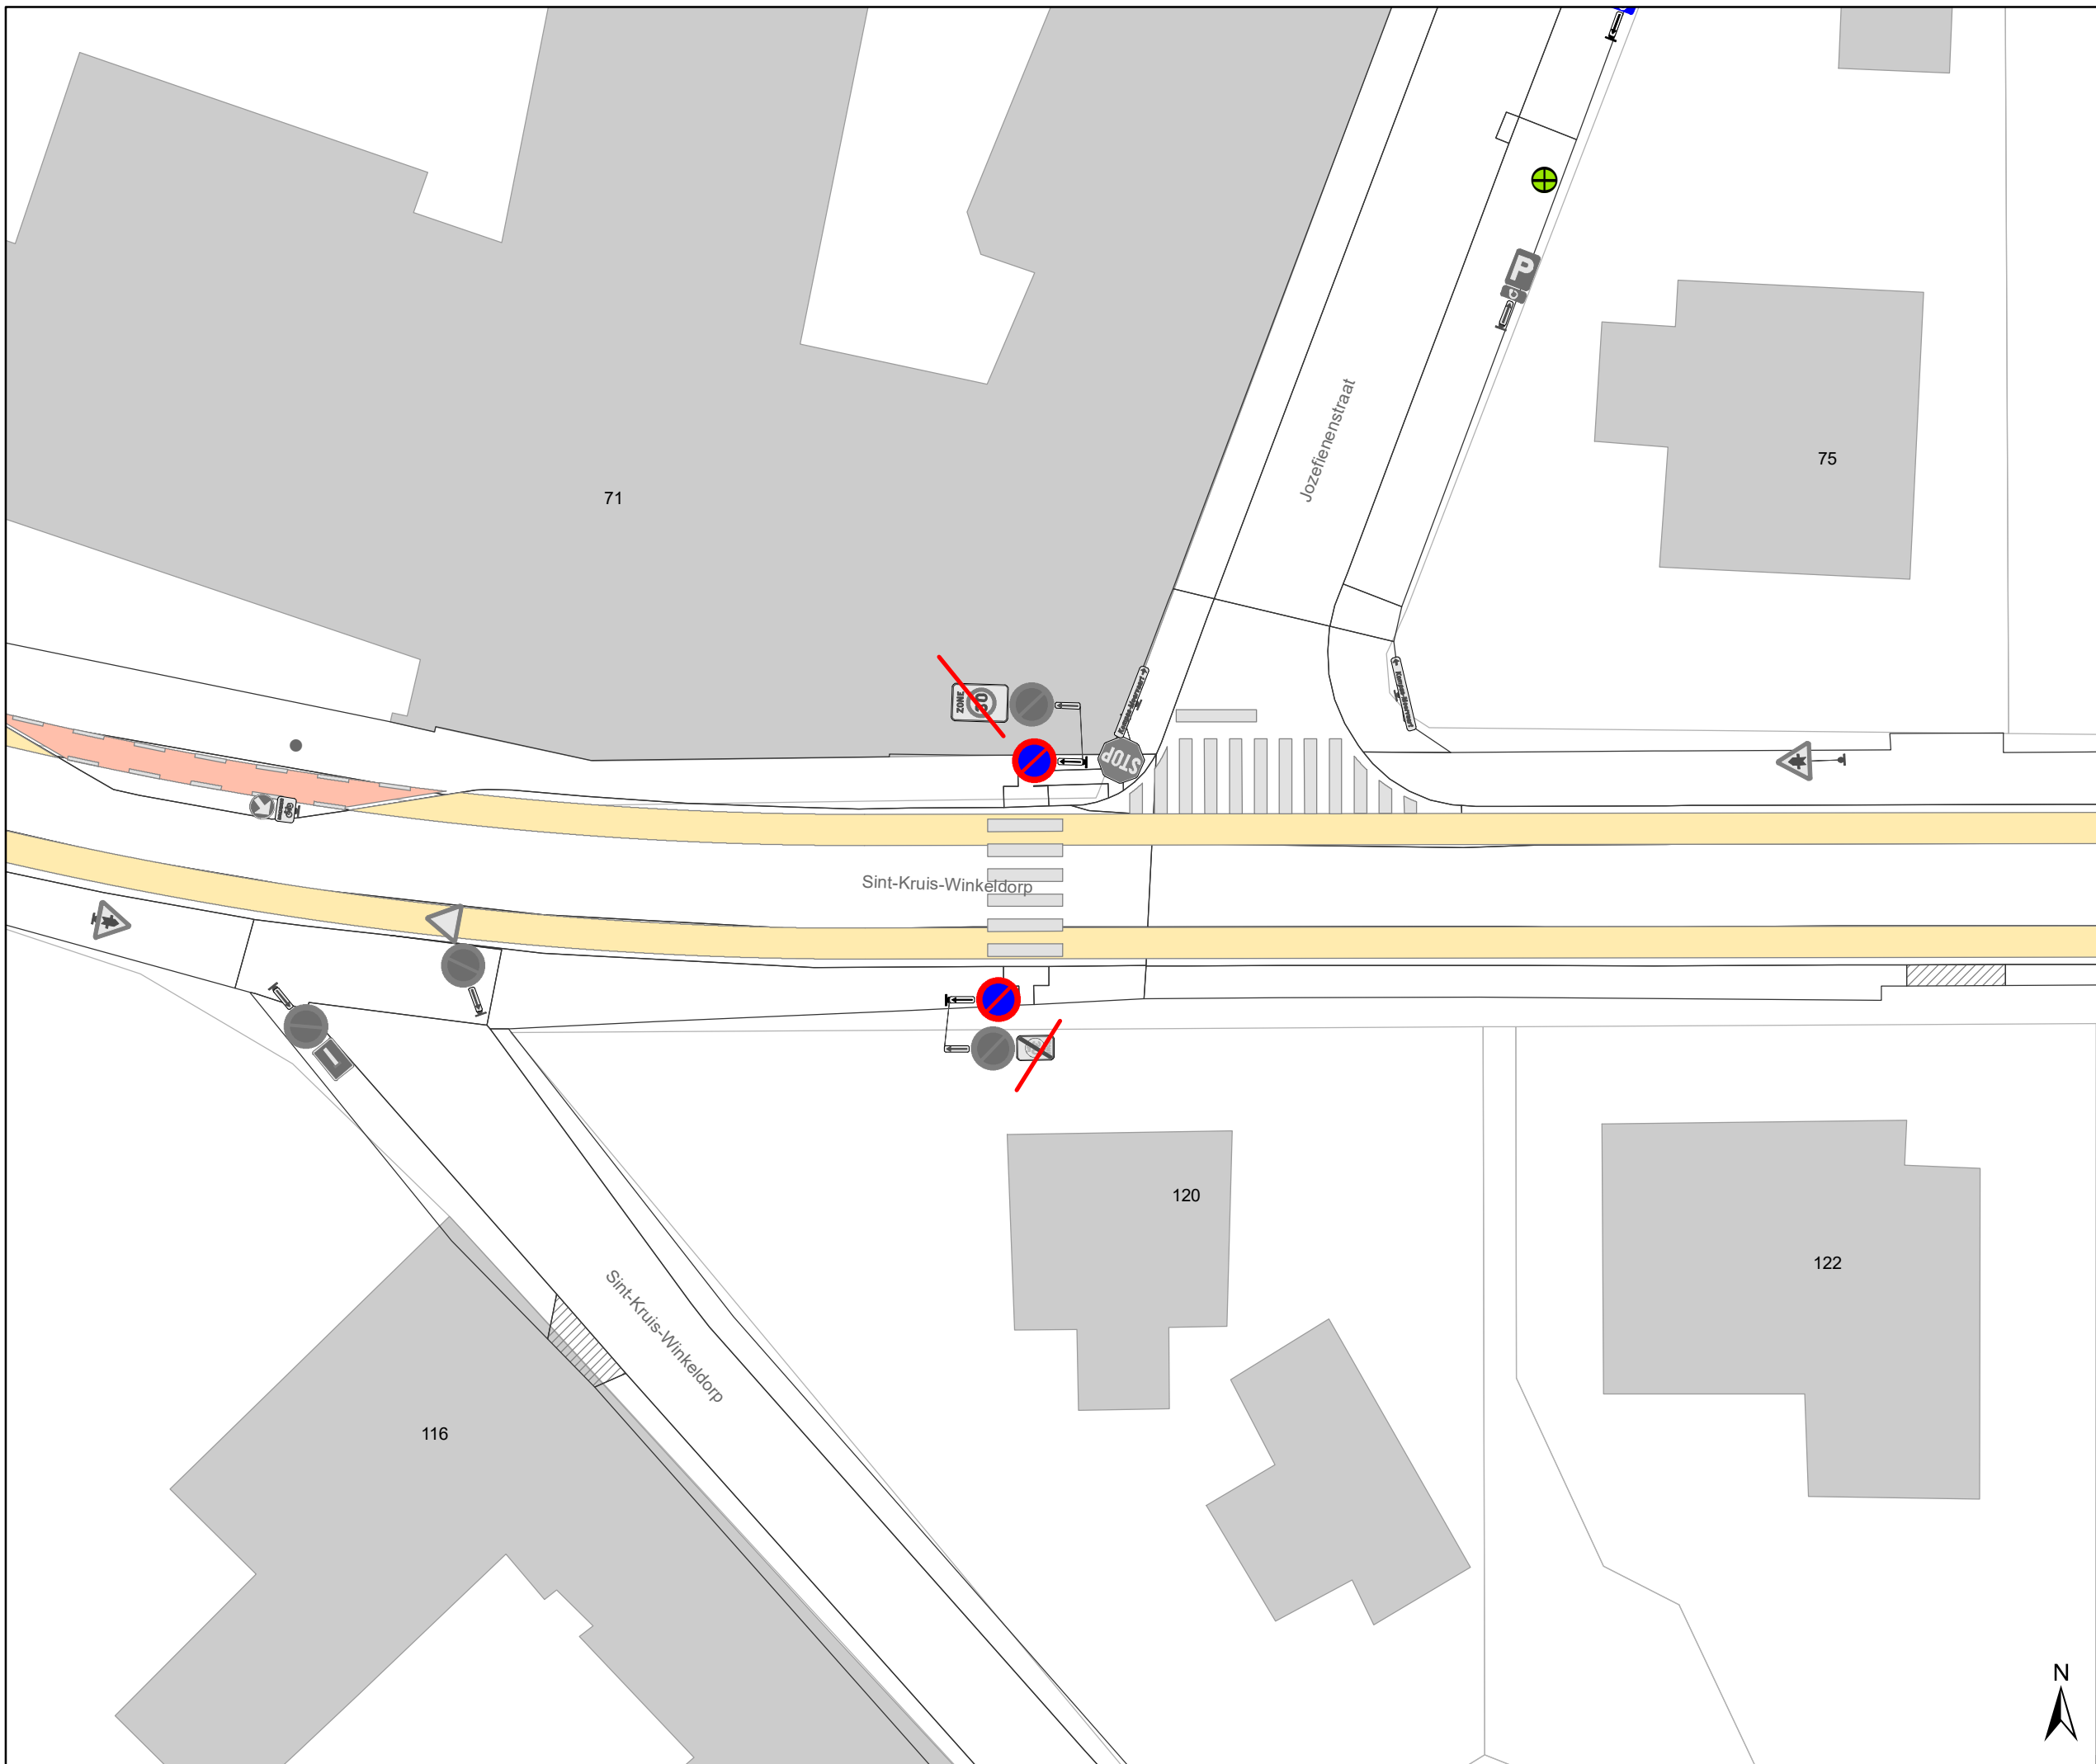 P
75
Jozefienenstraat
71
ZONE
30
STOP
Sint-Kruis-Winkeldorp
120
122
Sint-Kruis-Winkeldorp
116
N